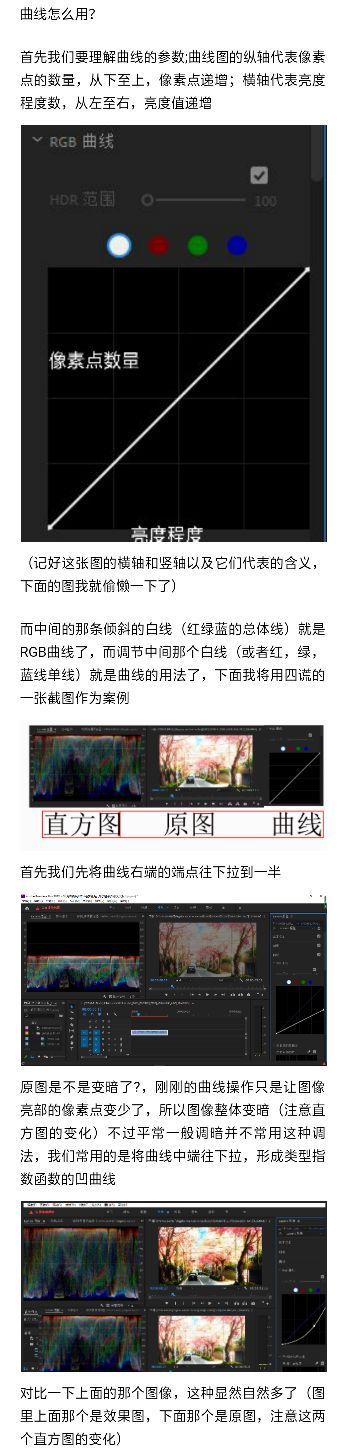 曲线怎么用？
首先我们要理解曲线的参数;曲线图的纵轴代表像素
点的数量，从下至上，像素点递增；横轴代表亮度
程度数，从左至右，亮度值递增
RGB 曲线
HDR 范围
100
像素点数量
亮度程度
（记好这张图的横轴和竖轴以及它们代表的含义，
下面的图我就偷懒一下了）
而中间的那条倾斜的白线（红绿蓝的总体线）就是
RGB曲线了，而调节中间那个白线（或者红，绿，
蓝线单线）就是曲线的用法了，下面我将用四谎的
一张截图作为案例
直方图 原图 曲线
首先我们先将曲线右端的端点往下拉到一半
原图是不是变暗了?，刚刚的曲线操作只是让图像
亮部的像素点变少了，所以图像整体变暗（注意直
方图的变化）不过平常一般调暗并不常用这种调
法，我们常用的是将曲线中端往下拉，形成类型指
数函数的凹曲线
对比一下上面的那个图像，这种显然自然多了（图
里上面那个是效果图，下面那个是原图，注意这两
个直方图的变化）